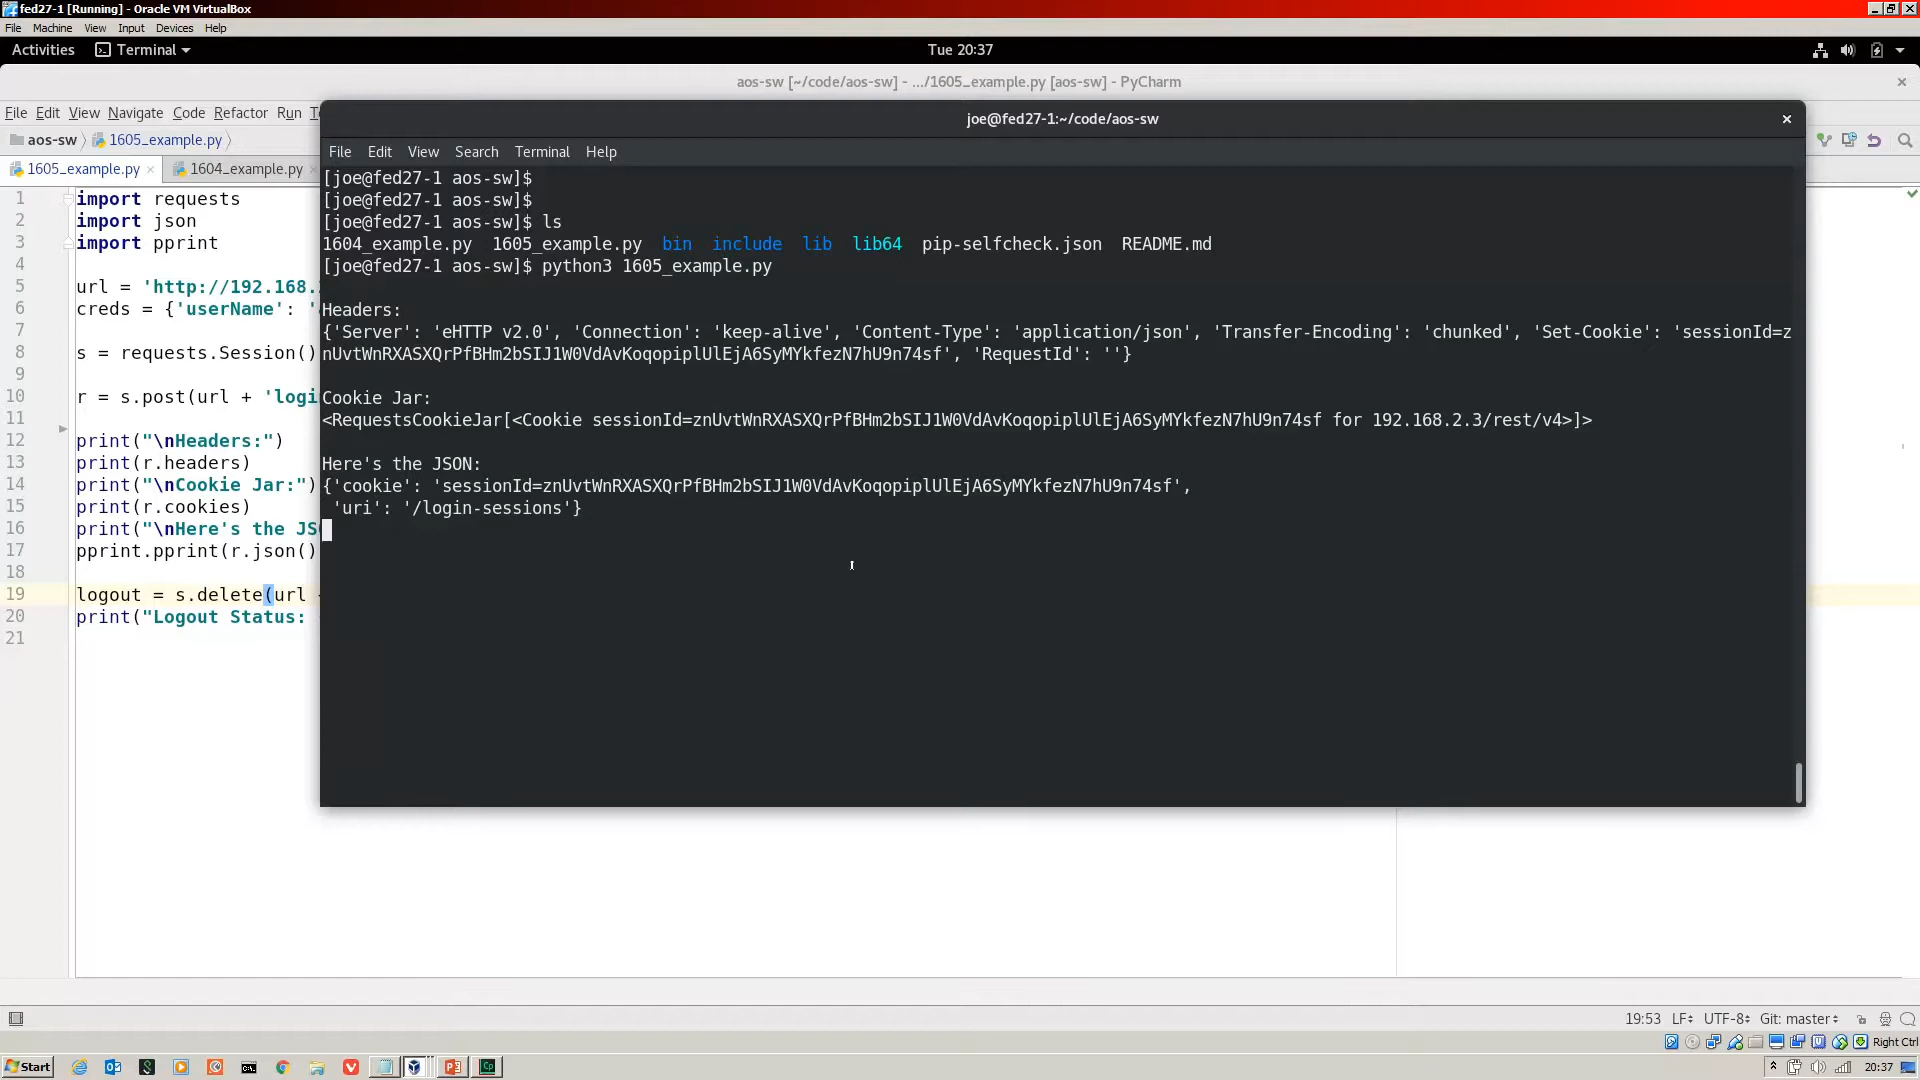 fed27-1 [Running] - Oracle VM VirtualBox
File Machine View Input Devices Help
Activities Terminal Tue 20:37
aos-sw [~/code/aos-sw] - .../1605_example.py [aos-sw] - PyCharm
File Edit View Navigate Code Refactor Run
aos-sw 1605_example.py
1605_example.py 1604_example.py
1 import requests
2 import json
3 import pprint
4
5 url = 'http://192.168.
6 creds = {'userName': '
7
8 s = requests.Session()
9
10 r = s.post(url + 'logi
11
12 print("\nHeaders:")
13 print(r.headers)
14 print("\nCookie Jar:")
15 print(r.cookies)
16 print("\nHere's the JS
17 pprint.pprint(r.json()
18
19 logout = s.delete(url
20 print("Logout Status:
21
joe@fed27-1:~/code/aos-sw
File Edit View Search Terminal Help
[joe@fed27-1 aos-sw]$
[joe@fed27-1 aos-sw]$
[joe@fed27-1 aos-sw]$ ls
1604_example.py 1605_example.py bin include lib lib64 pip-selfcheck.json README.md
[joe@fed27-1 aos-sw]$ python3 1605_example.py
Headers:
{'Server': 'eHTTP v2.0', 'Connection': 'keep-alive', 'Content-Type': 'application/json', 'Transfer-Encoding': 'chunked', 'Set-Cookie': 'sessionId=z
nUvtWnRXASXQrPfBHm2bSIJ1W0VdAvKoqopiplUlEjA6SyMYkfezN7hU9n74sf', 'RequestId': ''}
Cookie Jar:
<RequestsCookieJar[<Cookie sessionId=znUvtWnRXASXQrPfBHm2bSIJ1W0VdAvKoqopiplUlEjA6SyMYkfezN7hU9n74sf for 192.168.2.3/rest/v4>]>
Here's the JSON:
{'cookie': 'sessionId=znUvtWnRXASXQrPfBHm2bSIJ1W0VdAvKoqopiplUlEjA6SyMYkfezN7hU9n74sf',
'uri': '/login-sessions'}
19:53 LF UTF-8 Git: master
Right Ctrl
Start 20:37